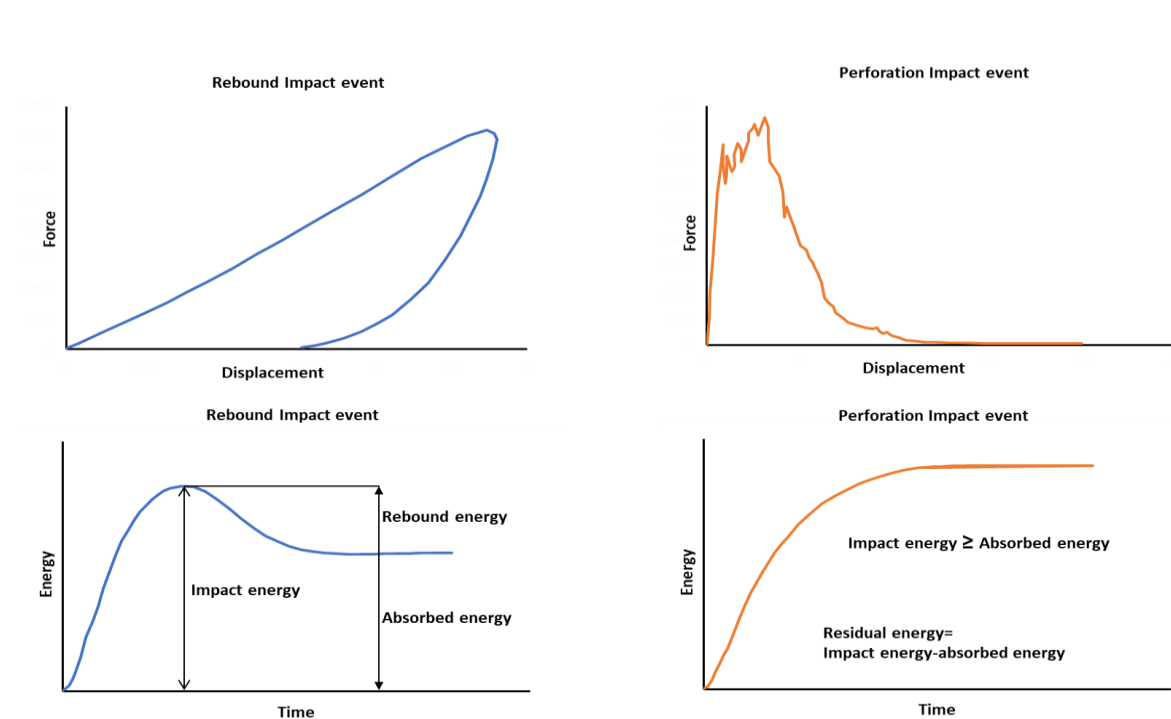 Rebound Impact event
Force
Displacement
Perforation Impact event
Force
Displacement
Rebound Impact event
Energy
Rebound energy
Impact energy
Absorbed energy
Time
Perforation Impact event
Energy
Impact energy ≥ Absorbed energy
Residual energy=
Impact energy-absorbed energy
Time